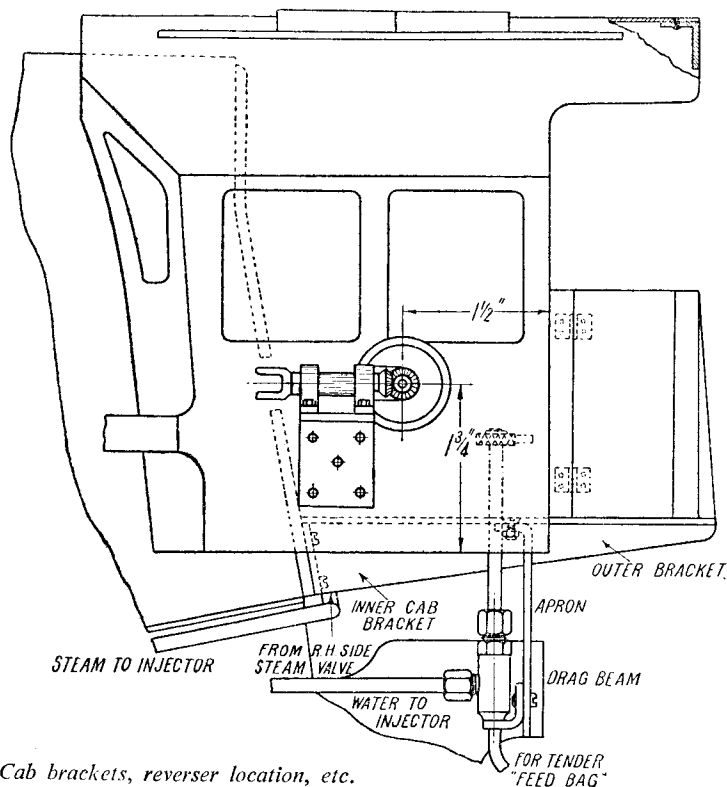 1½"
1¾"
OUTER BRACKET
INNER CAB
BRACKET
APRON
STEAM TO INJECTOR
FROM R H SIDE
STEAM VALVE
DRAG BEAM
WATER TO
INJECTOR
FOR TENDER
"FEED BAG"
Cab brackets, reverser location, etc.